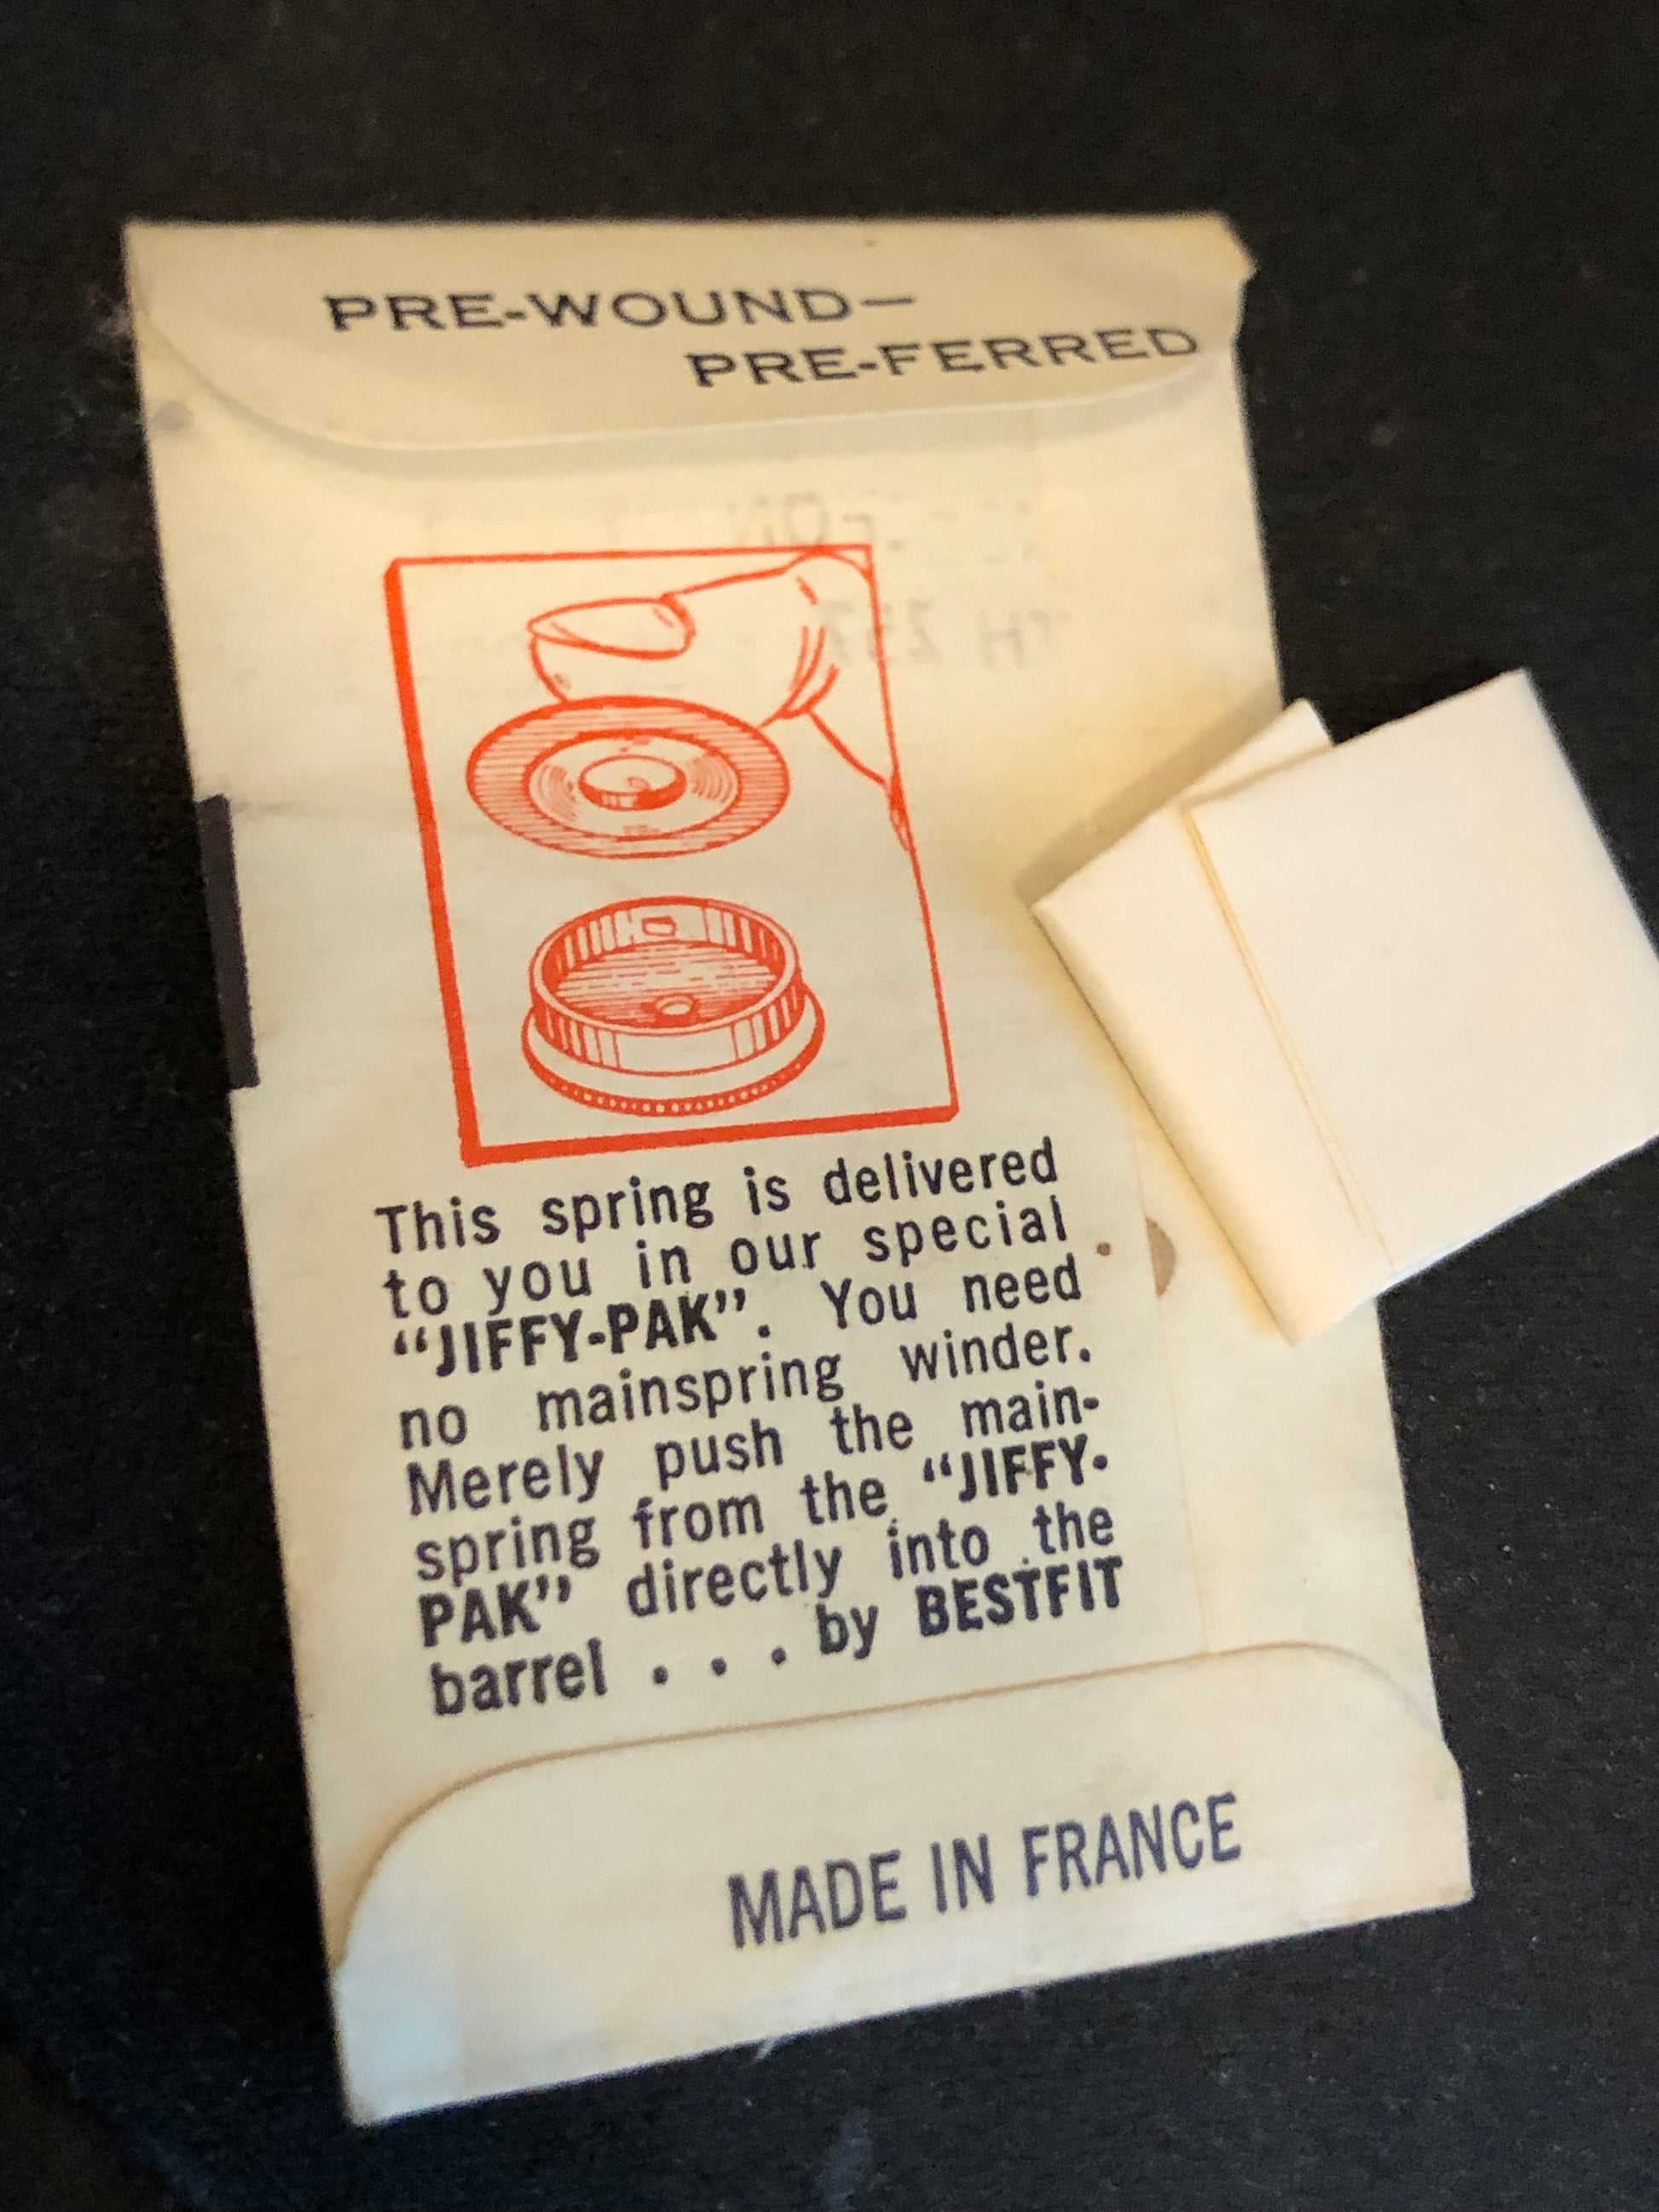 PRE-WOUND—
PRE-FERRED
This spring is delivered
to you in our special
“JIFFY-PAK”. You need
no mainspring winder.
Merely push the main-
spring from the “JIFFY-
PAK” directly into the
barrel . . . by BESTFIT
MADE IN FRANCE